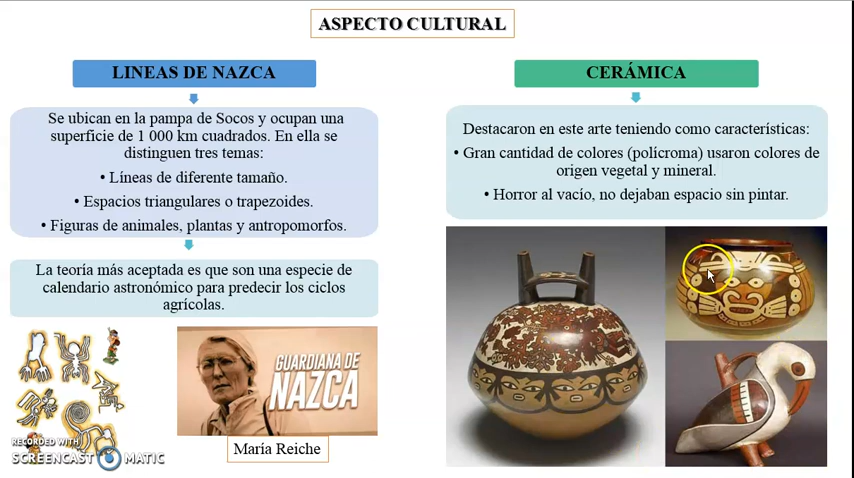 ASPECTO CULTURAL
LINEAS DE NAZCA
Se ubican en la pampa de Socos y ocupan una
superficie de 1 000 km cuadrados. En ella se
distinguen tres temas:
• Líneas de diferente tamaño.
• Espacios triangulares o trapezoides.
• Figuras de animales, plantas y antropomorfos.
La teoría más aceptada es que son una especie de
calendario astronómico para predecir los ciclos
agrícolas.
GUARDIANA DE
NAZCA
María Reiche
RECORDED WITH
SCREENCAST MATIC
CERÁMICA
Destacaron en este arte teniendo como características:
• Gran cantidad de colores (polícroma) usaron colores de
origen vegetal y mineral.
• Horror al vacío, no dejaban espacio sin pintar.